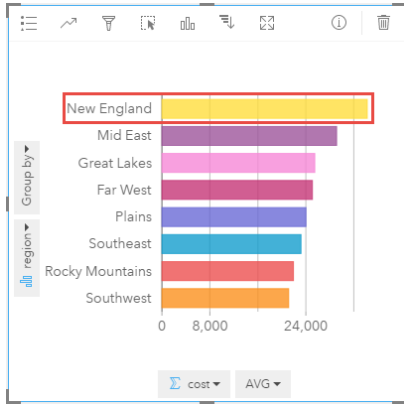 New England
Mid East
Great Lakes
Far West
Plains
Southeast
Rocky Mountains
Southwest
Group by
region
0 8,000 24,000
Σ cost AVG